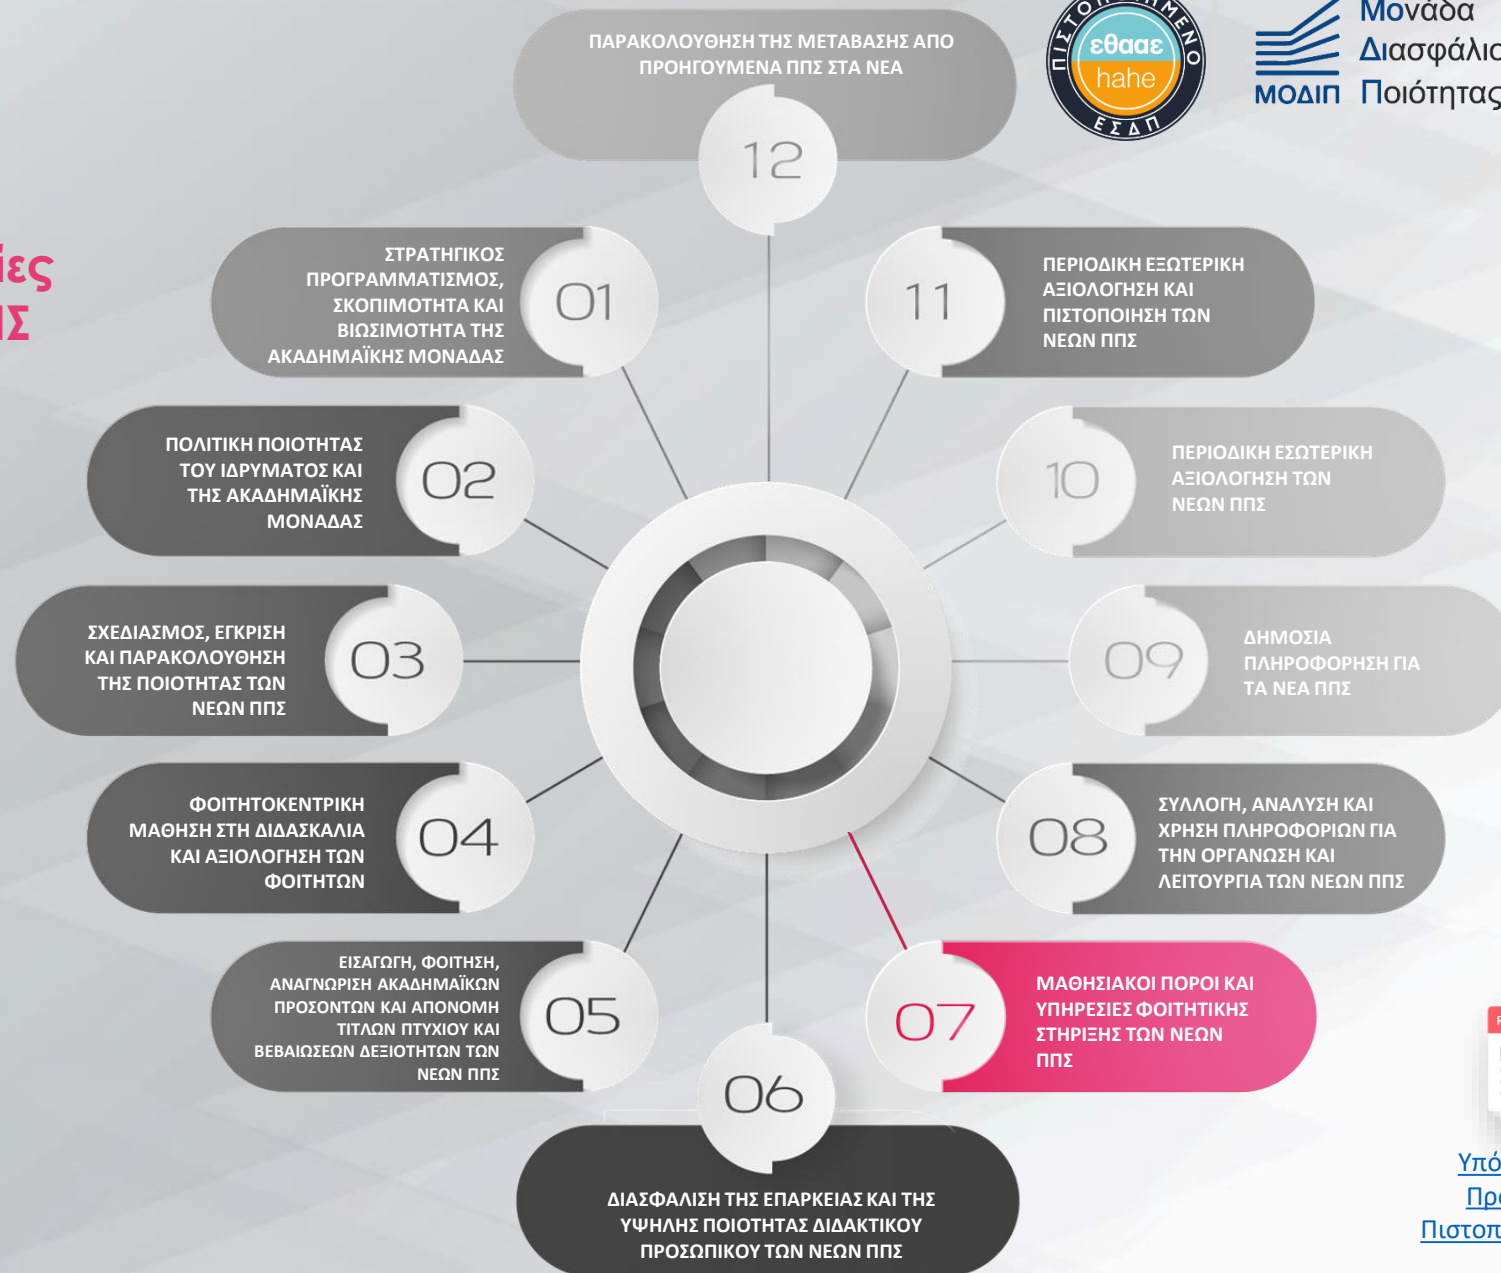 ΠΑΡΑΚΟΛΟΥΘΗΣΗ ΤΗΣ ΜΕΤΑΒΑΣΗΣ ΑΠΟ
ΠΡΟΗΓΟΥΜΕΝΑ ΠΠΣ ΣΤΑ ΝΕΑ
12
εθααε
hahe
ΕΣΔΠ
ΜΟΔΙΠ
Μονάδα
Ποιότητας
ΣΤΡΑΤΗΓΙΚΟΣ
ΠΡΟΓΡΑΜΜΑΤΙΣΜΟΣ,
ΣΚΟΠΙΜΟΤΗΤΑ ΚΑΙ
ΒΙΩΣΙΜΟΤΗΤΑ ΤΗΣ
ΑΚΑΔΗΜΑΪΚΗΣ ΜΟΝΑΔΑΣ
01
11
ΠΕΡΙΟΔΙΚΗ ΕΞΩΤΕΡΙΚΗ
ΑΞΙΟΛΟΓΗΣΗ ΚΑΙ
ΠΙΣΤΟΠΟΙΗΣΗ ΤΩΝ
ΝΕΩΝ ΠΠΣ
ΠΟΛΙΤΙΚΗ ΠΟΙΟΤΗΤΑΣ
ΤΟΥ ΙΔΡΥΜΑΤΟΣ ΚΑΙ
ΤΗΣ ΑΚΑΔΗΜΑΪΚΗΣ
ΜΟΝΑΔΑΣ
02
10
ΠΕΡΙΟΔΙΚΗ ΕΣΩΤΕΡΙΚΗ
ΑΞΙΟΛΟΓΗΣΗ ΤΩΝ
ΝΕΩΝ ΠΠΣ
ΣΧΕΔΙΑΣΜΟΣ, ΕΓΚΡΙΣΗ
ΚΑΙ ΠΑΡΑΚΟΛΟΥΘΗΣΗ
ΤΗΣ ΠΟΙΟΤΗΤΑΣ ΤΩΝ
ΝΕΩΝ ΠΠΣ
03
09
ΔΗΜΟΣΙΑ
ΠΛΗΡΟΦΟΡΗΣΗ ΓΙΑ
ΤΑ ΝΕΑ ΠΠΣ
ΦΟΙΤΗΤΟΚΕΝΤΡΙΚΗ
ΜΑΘΗΣΗ ΣΤΗ ΔΙΔΑΣΚΑΛΙΑ
ΚΑΙ ΑΞΙΟΛΟΓΗΣΗ ΤΩΝ
ΦΟΙΤΗΤΩΝ
04
08
ΣΥΛΛΟΓΗ, ΑΝΑΛΥΣΗ ΚΑΙ
ΧΡΗΣΗ ΠΛΗΡΟΦΟΡΙΩΝ ΓΙΑ
ΤΗΝ ΟΡΓΑΝΩΣΗ ΚΑΙ
ΛΕΙΤΟΥΡΓΙΑ ΤΩΝ ΝΕΩΝ ΠΠΣ
ΕΙΣΑΓΩΓΗ, ΦΟΙΤΗΣΗ,
ΑΝΑΓΝΩΡΙΣΗ ΑΚΑΔΗΜΑΪΚΩΝ
ΠΡΟΣΟΝΤΩΝ ΚΑΙ ΑΠΟΝΟΜΗ
ΤΙΤΛΩΝ ΠΤΥΧΙΟΥ ΚΑΙ
ΒΕΒΑΙΩΣΕΩΝ ΔΕΞΙΟΤΗΤΩΝ ΤΩΝ
ΝΕΩΝ ΠΠΣ
05
07
ΜΑΘΗΣΙΑΚΟΙ ΠΟΡΟΙ ΚΑΙ
ΥΠΗΡΕΣΙΕΣ ΦΟΙΤΗΤΙΚΗΣ
ΣΤΗΡΙΞΗΣ ΤΩΝ ΝΕΩΝ
ΠΠΣ
06
ΔΙΑΣΦΑΛΙΣΗ ΤΗΣ ΕΠΑΡΚΕΙΑΣ ΚΑΙ ΤΗΣ
ΥΨΗΛΗΣ ΠΟΙΟΤΗΤΑΣ ΔΙΔΑΚΤΙΚΟΥ
ΠΡΟΣΩΠΙΚΟΥ ΤΩΝ ΝΕΩΝ ΠΠΣ